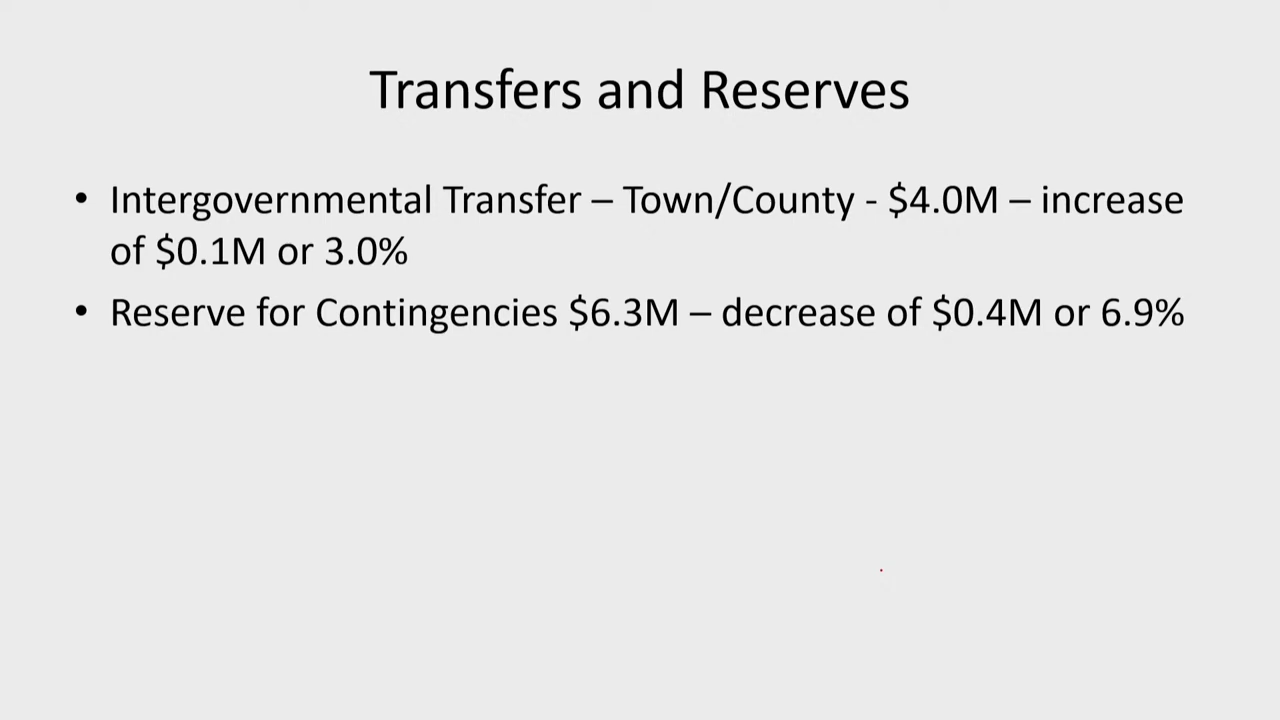 Transfers and Reserves
• Intergovernmental Transfer – Town/County - $4.0M – increase
of $0.1M or 3.0%
• Reserve for Contingencies $6.3M – decrease of $0.4M or 6.9%